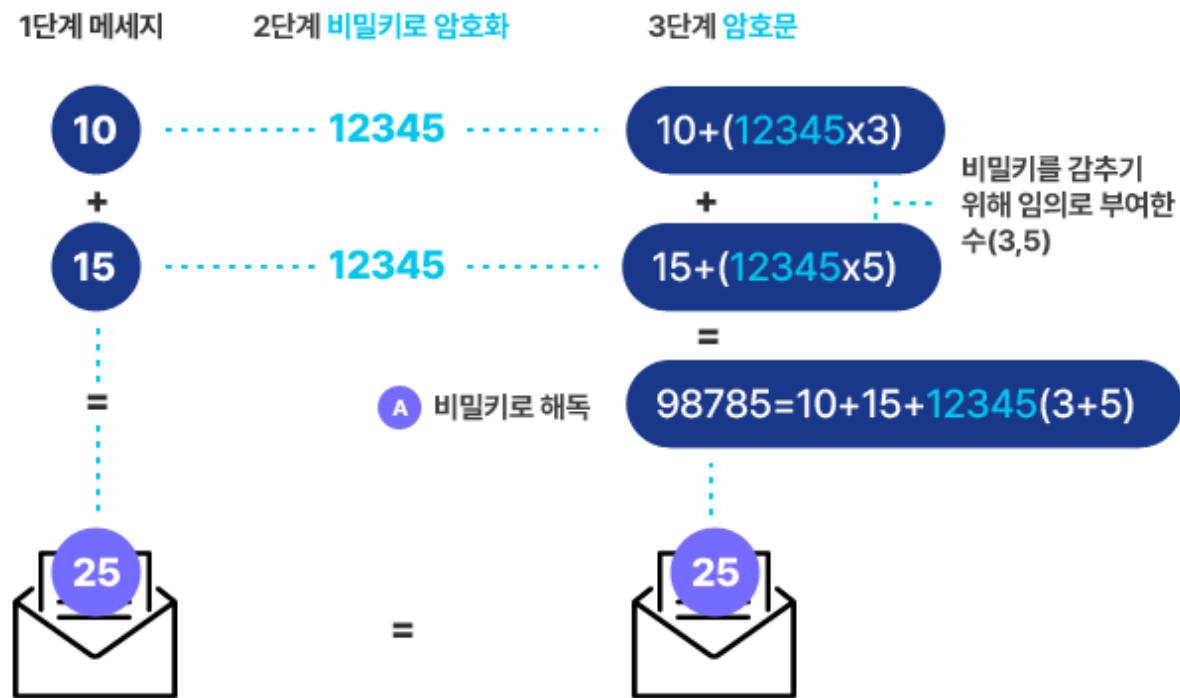 1단계 메세지
2단계 비밀키로 암호화
3단계 암호문
10
12345
10+(12345x3)
+
+
비밀키를 감추기
위해 임의로 부여한
수(3,5)
15
12345
15+(12345x5)
=
=
A 비밀키로 해독
98785=10+15+12345(3+5)
25
=
25